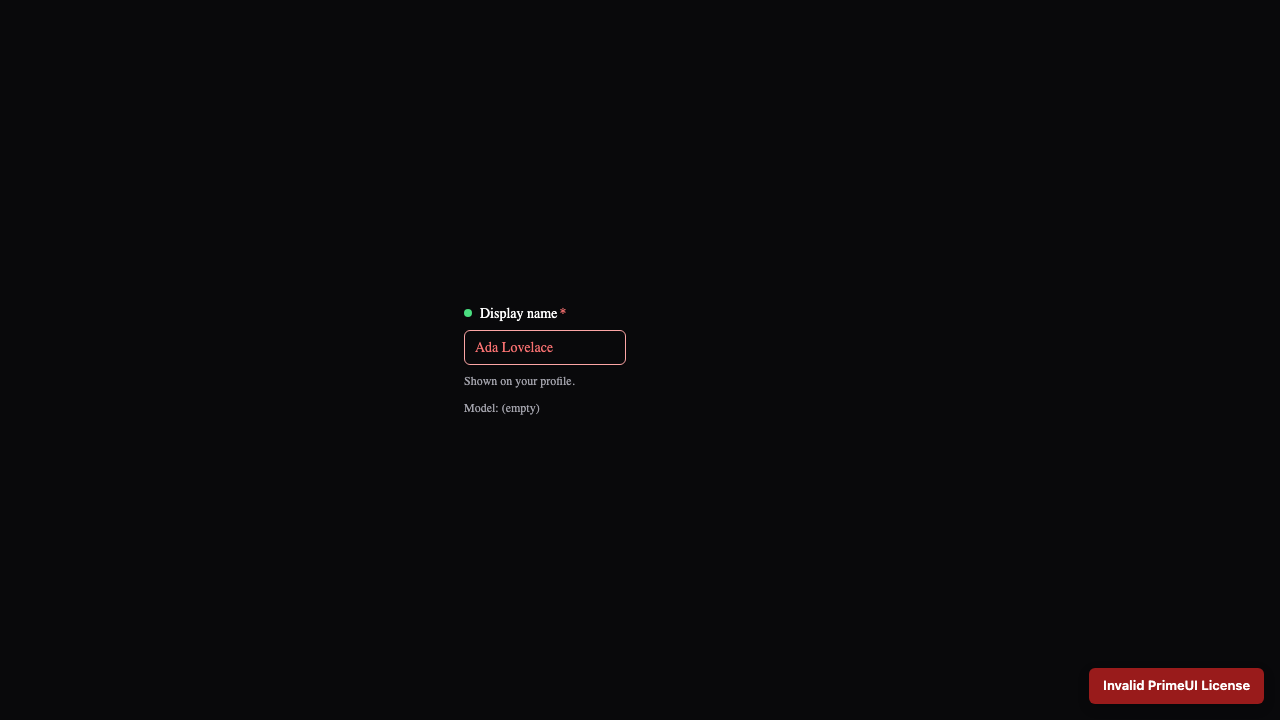 Display name *
Ada Lovelace
Shown on your profile.
Model: (empty)
Invalid PrimeUI License